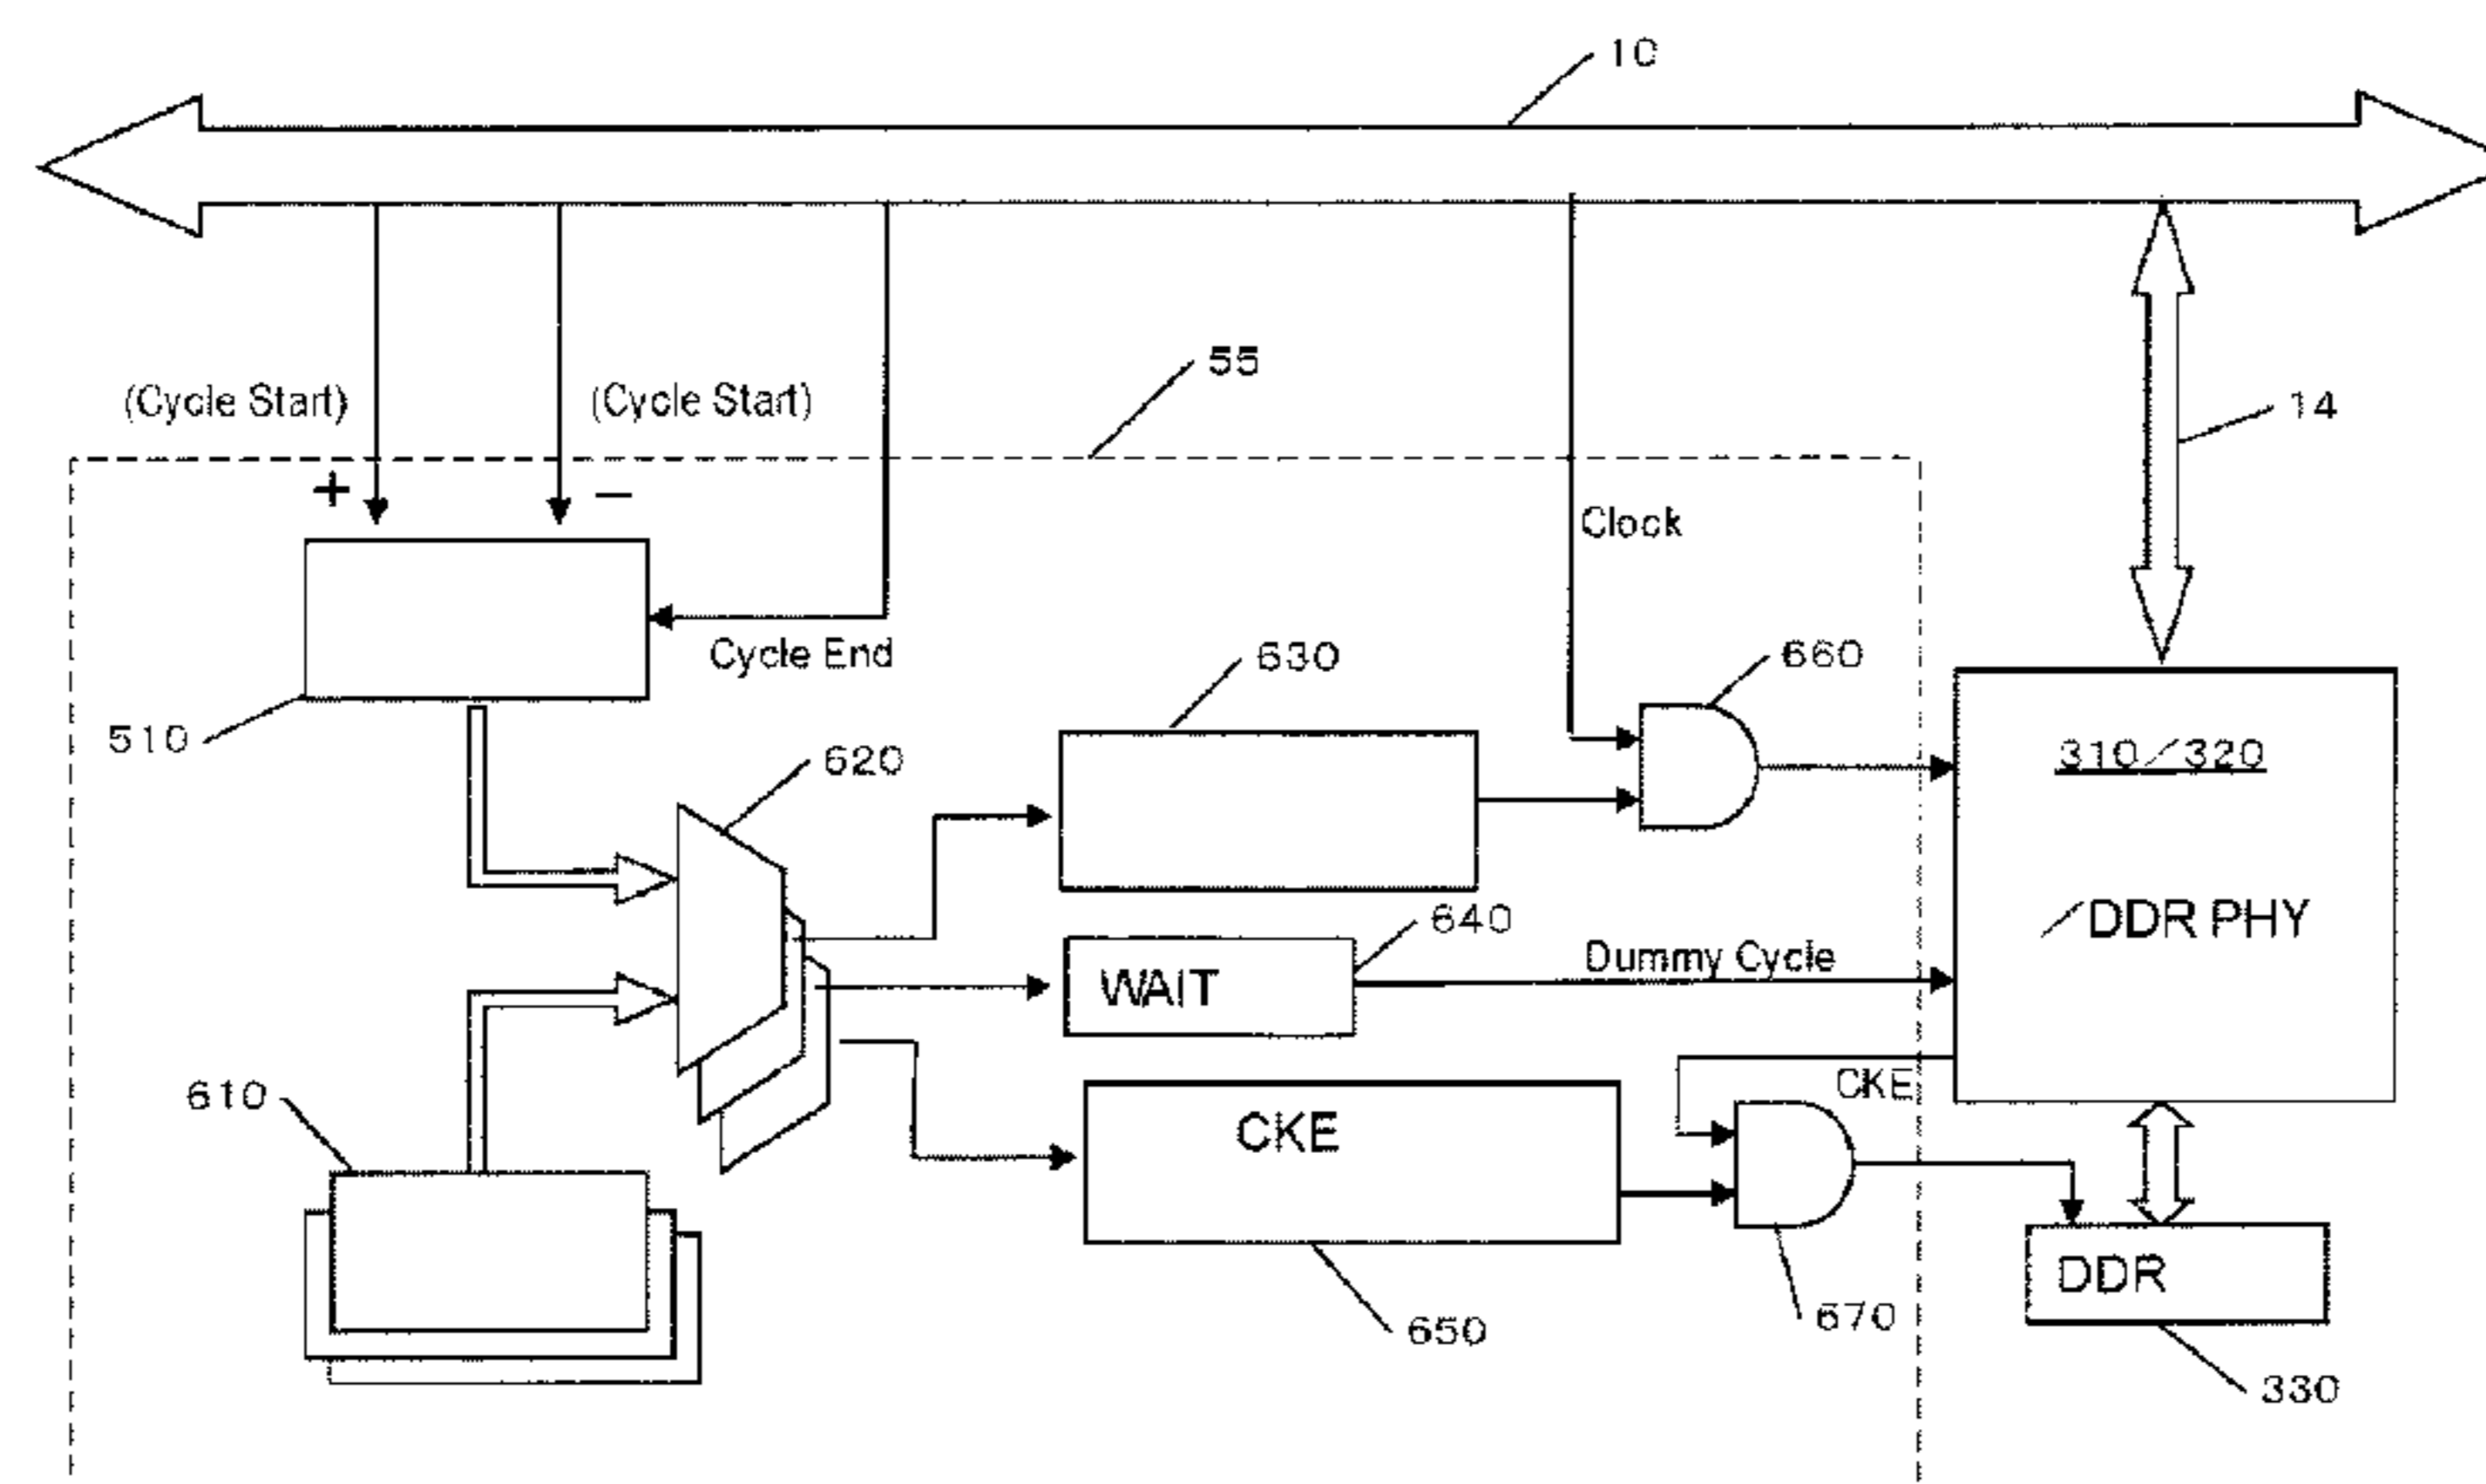 10
55
(Cycle Start)
(Cycle Start)
14
+
−
Clock
Cycle End
510
630
660
620
310/320
/DDR PHY
640
WAIT
Dummy Cycle
CKE
610
CKE
DDR
670
650
330